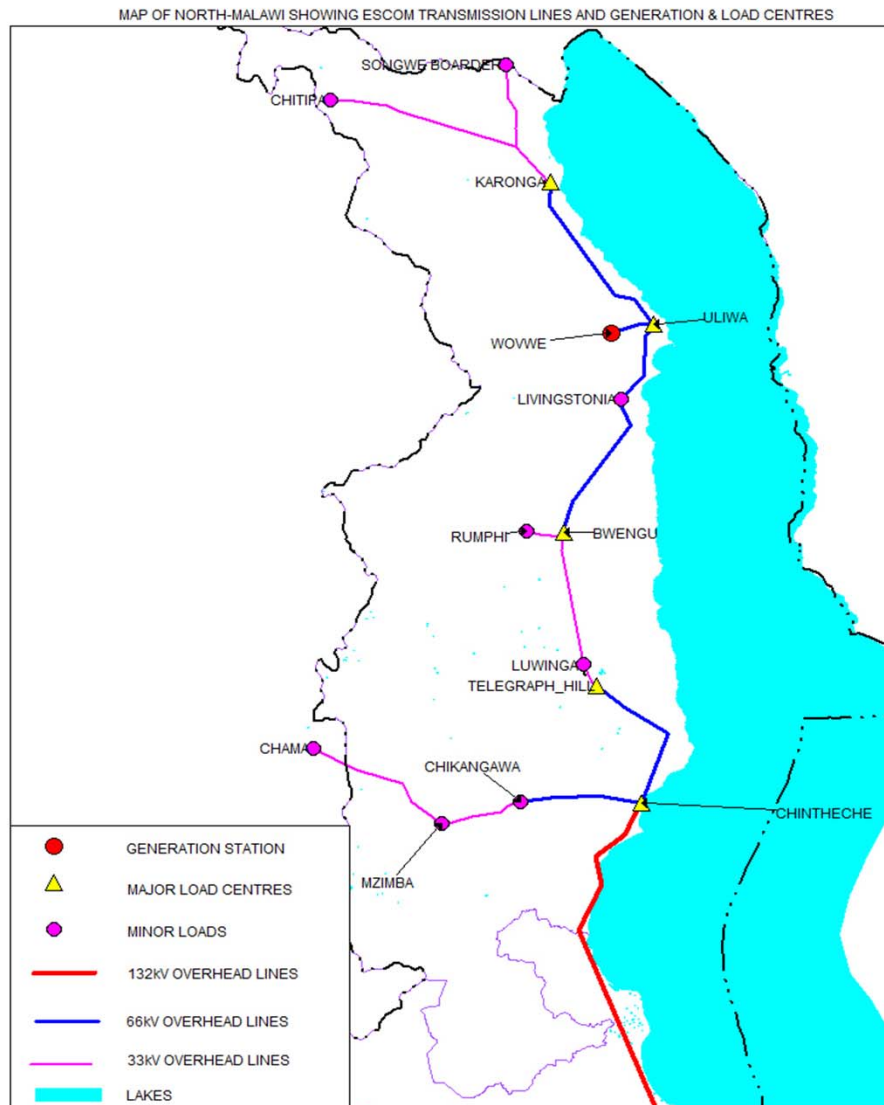 MAP OF NORTH-MALAWI SHOWING ESCOM TRANSMISSION LINES AND GENERATION & LOAD CENTRES
SONGWE BOARDER
CHITIPA
KARONGA
ULIWA
WOVWE
LIVINGSTONIA
RUMPHI
BWENGU
LUWINGA
TELEGRAPH_HILL
CHAMA
CHIKANGAWA
CHINTHECHE
MZIMBA
GENERATION STATION
MAJOR LOAD CENTRES
MINOR LOADS
132kV OVERHEAD LINES
66kV OVERHEAD LINES
33kV OVERHEAD LINES
LAKES